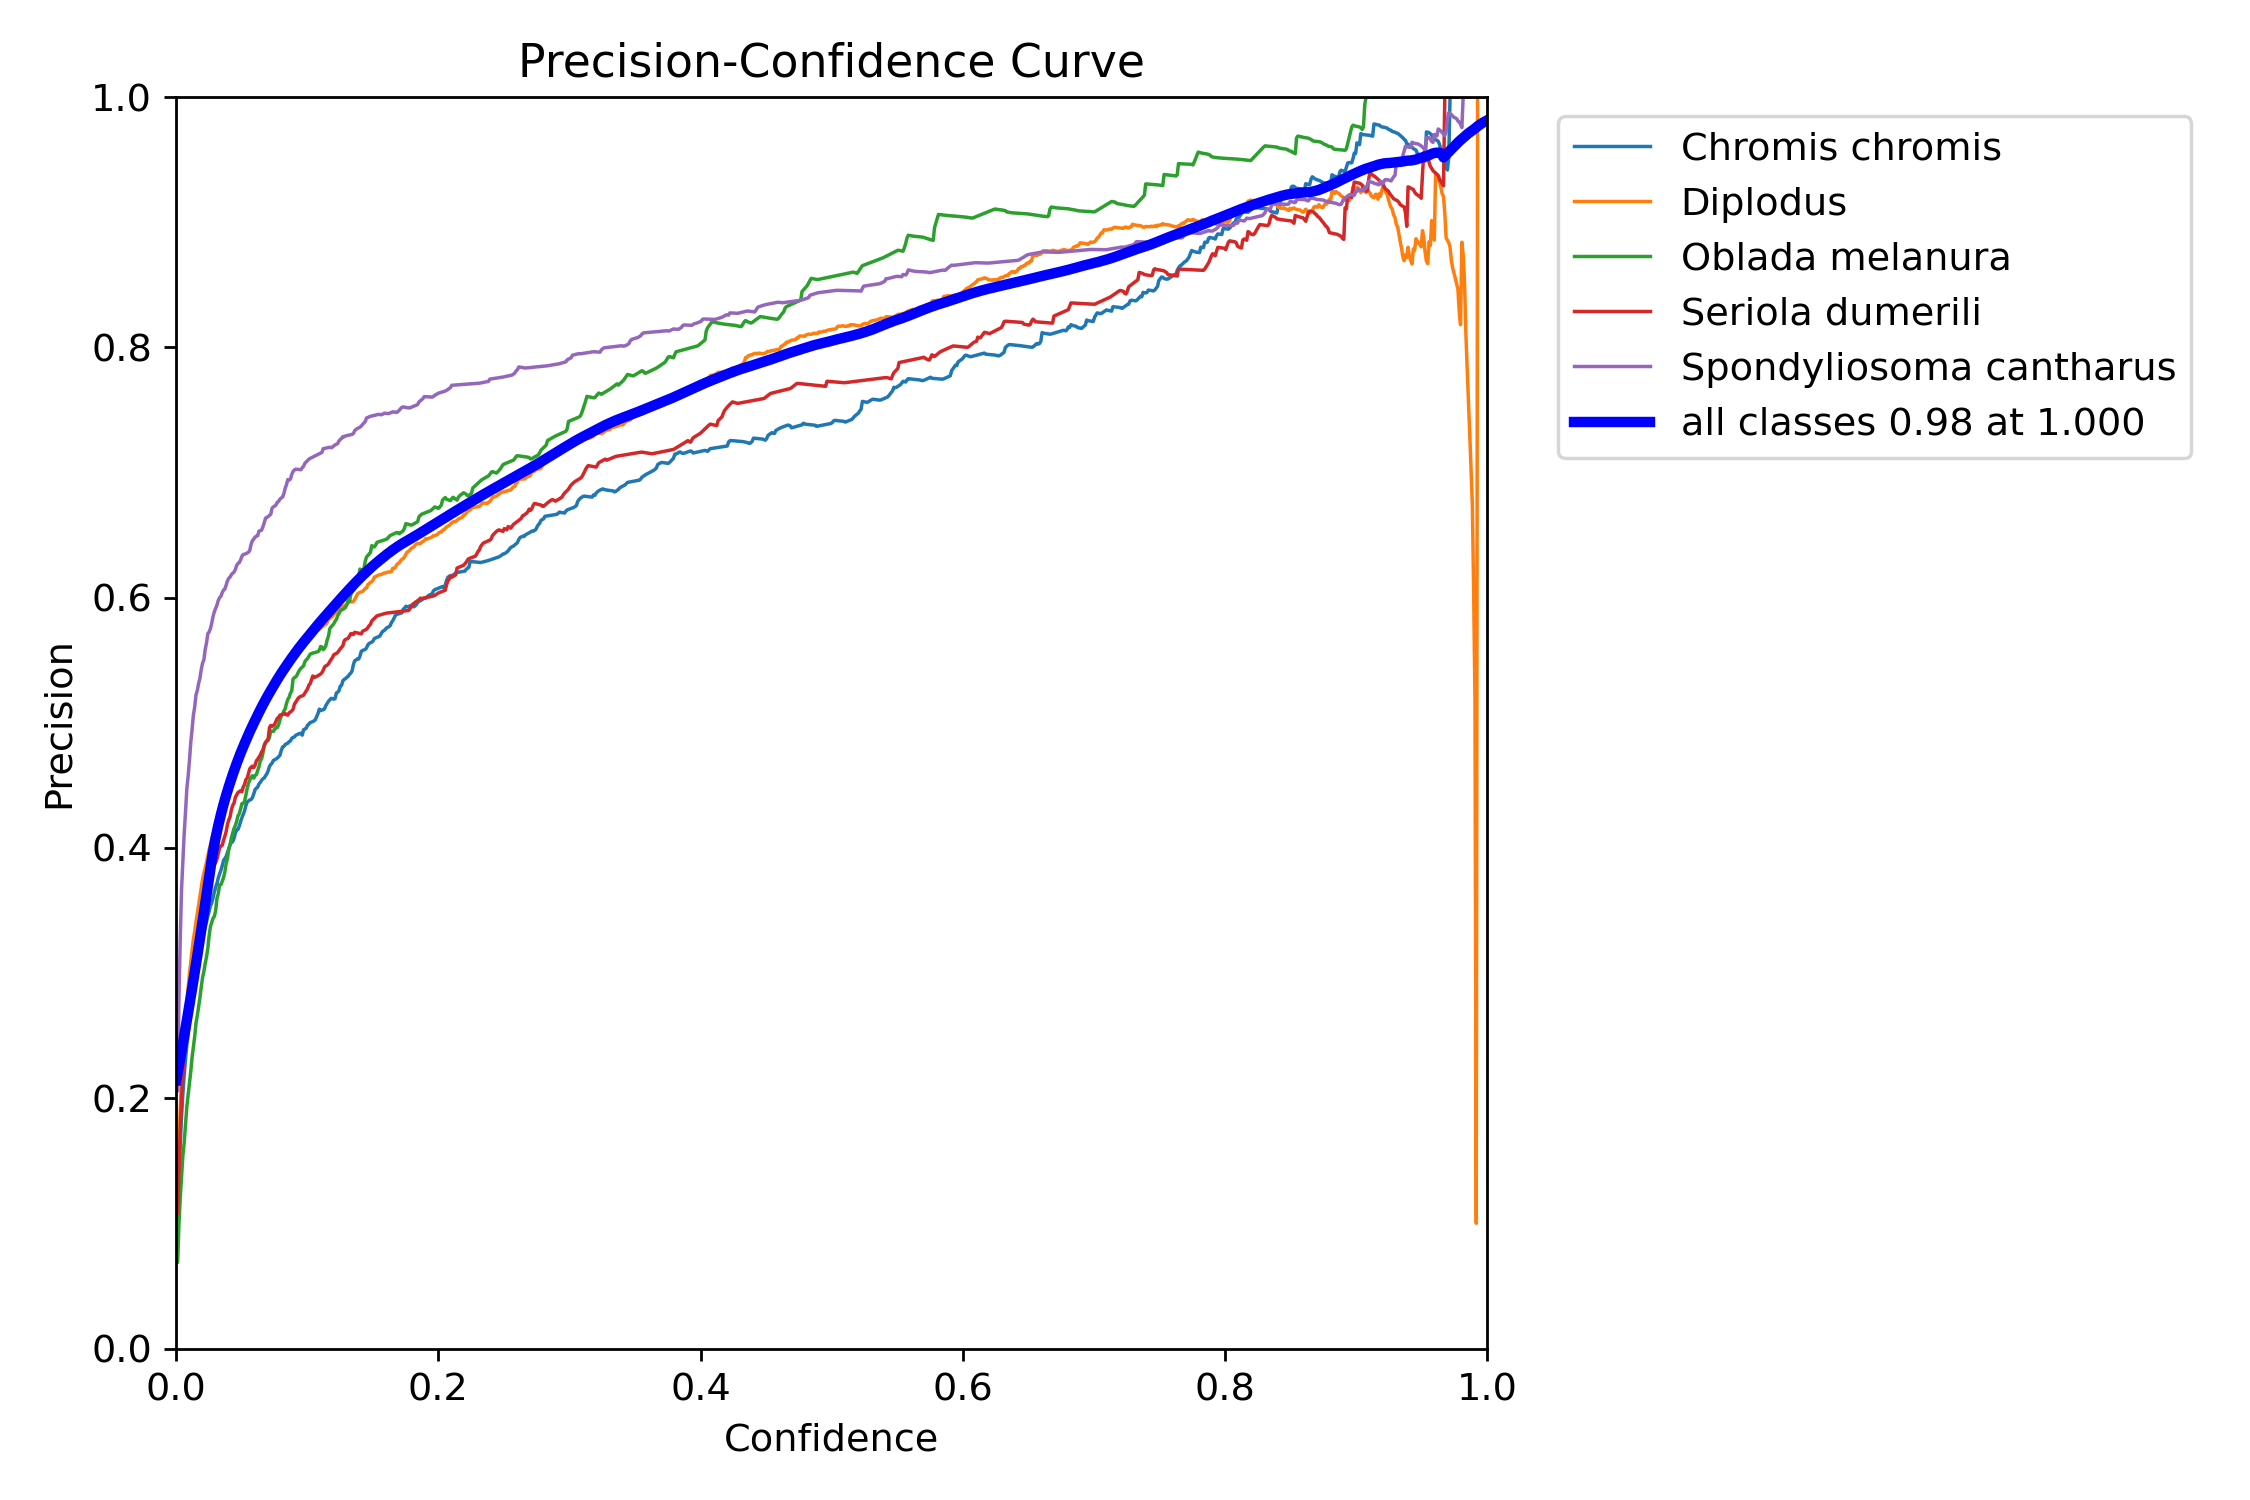 Precision-Confidence Curve
1.0
0.8
0.6
0.4
0.2
0.0
Precision
0.0 0.2 0.4 0.6 0.8 1.0
Confidence
Chromis chromis
Diplodus
Oblada melanura
Seriola dumerili
Spondyliosoma cantharus
all classes 0.98 at 1.000